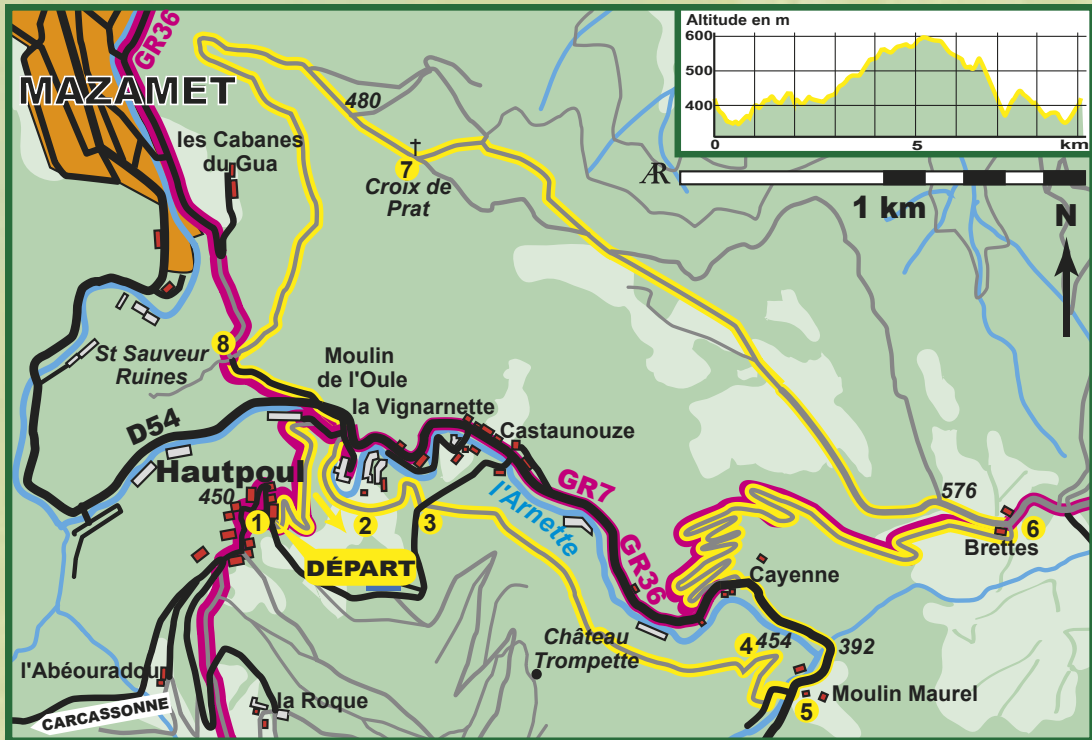 GR36
MAZAMET
les Cabanes
du Gua
480
†
7
Croix de
Prat
Altitude en m
600
500
400
0
5
km
AR
1 km
N
8
St Sauveur
Ruines
Moulin
de l'Oule
la Vignarnette
Castaunouze
D54
Hautpoul
450
1
2
3
DÉPART
l'Arnette
GR7
GR36
576
6
Brettes
Cayenne
Château
Trompette
4
454
392
Moulin Maurel
5
l'Abéouradou
la Roque
CARCASSONNE